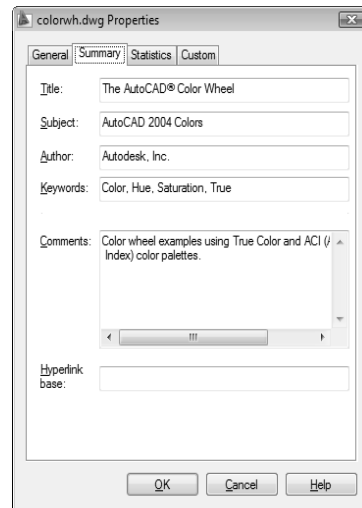 colorwh.dwg Properties
General Summary Statistics Custom
Title: The AutoCAD® Color Wheel
Subject: AutoCAD 2004 Colors
Author: Autodesk, Inc.
Keywords: Color, Hue, Saturation, True
Comments: Color wheel examples using True Color and ACI (
Index) color palettes.
Hyperlink
base:
OK Cancel Help